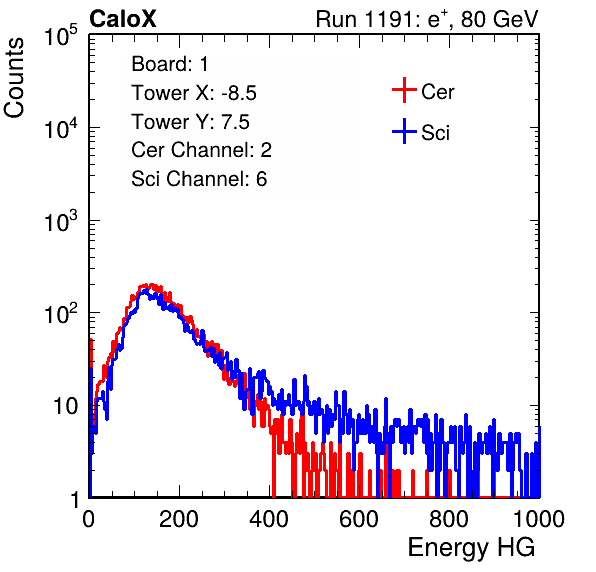 CaloX Run 1191: e⁺, 80 GeV
Counts
Board: 1
Tower X: -8.5
Tower Y: 7.5
Cer Channel: 2
Sci Channel: 6
Cer
Sci
10⁵
10⁴
10³
10²
10
1
0 200 400 600 800 1000
Energy HG